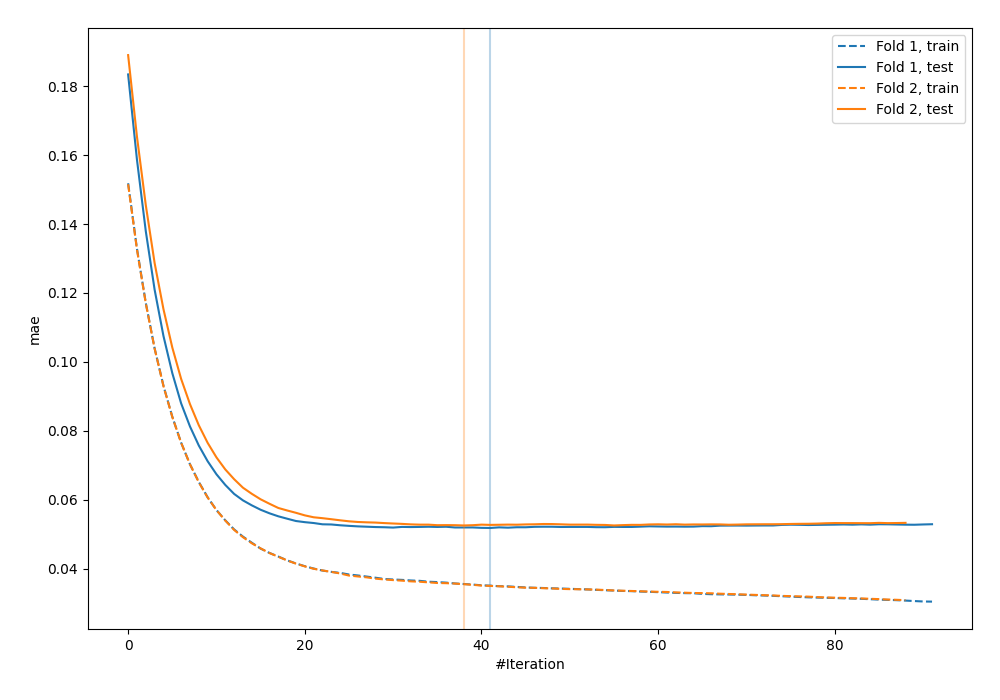 Fold 1, train
Fold 1, test
Fold 2, train
Fold 2, test
0.18
0.16
0.14
0.12
0.10
0.08
0.06
0.04
mae
0
20
40
60
80
#Iteration